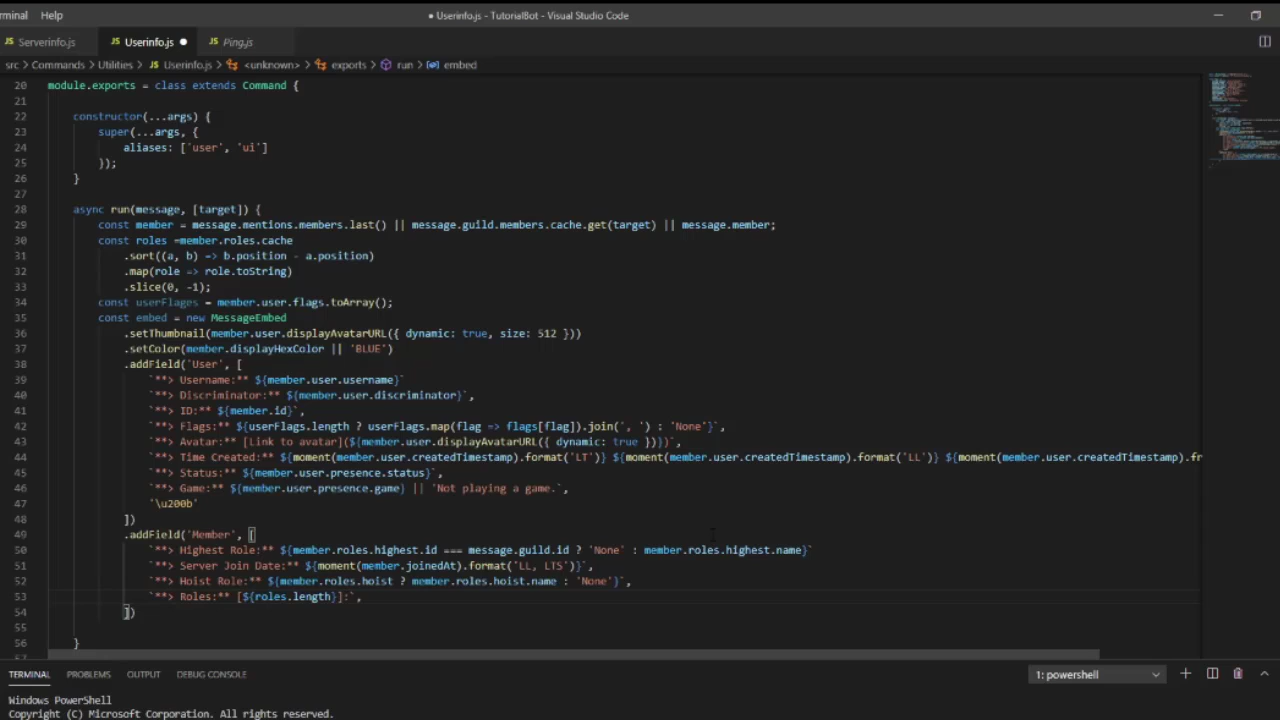 rminal Help
● Userinfo.js - TutorialBot - Visual Studio Code
JS Serverinfo.js JS Userinfo.js ● JS Ping.js
src > Commands > Utilities > JS Userinfo.js > <unknown> > exports > run > embed
20 module.exports = class extends Command {
21
22 constructor(...args) {
23 super(...args, {
24 aliases: ['user', 'ui']
25 });
26 }
27
28 async run(message, [target]) {
29 const member = message.mentions.members.last() || message.guild.members.cache.get(target) || message.member;
30 const roles =member.roles.cache
31 .sort((a, b) => b.position - a.position)
32 .map(role => role.toString)
33 .slice(0, -1);
34 const userFlages = member.user.flags.toArray();
35 const embed = new MessageEmbed
36 .setThumbnail(member.user.displayAvatarURL({ dynamic: true, size: 512 }))
37 .setColor(member.displayHexColor || 'BLUE')
38 .addField('User', [
39 `**> Username:** ${member.user.username}`
40 `**> Discriminator:** ${member.user.discriminator}`,
41 `**> ID:** ${member.id}`,
42 `**> Flags:** ${userFlags.length ? userFlags.map(flag => flags[flag]).join(', ') : 'None'}`,
43 `**> Avatar:** [Link to avatar](${member.user.displayAvatarURL({ dynamic: true })})`,
44 `**> Time Created:** ${moment(member.user.createdTimestamp).format('LT')} ${moment(member.user.createdTimestamp).format('LL')} ${moment(member.user.createdTimestamp).fr
45 `**> Status:** ${member.user.presence.status}`,
46 `**> Game:** ${member.user.presence.game} || 'Not playing a game.`,
47 '\u200b'
48 ])
49 .addField('Member', [
50 `**> Highest Role:** ${member.roles.highest.id === message.guild.id ? 'None' : member.roles.highest.name}`
51 `**> Server Join Date:** ${moment(member.joinedAt).format('LL, LTS')}`,
52 `**> Hoist Role:** ${member.roles.hoist ? member.roles.hoist.name : 'None'}`,
53 `**> Roles:** [${roles.length}]:`,
54 ])
55
56 }
57
TERMINAL PROBLEMS OUTPUT DEBUG CONSOLE 1: powershell
Windows PowerShell
Copyright (C) Microsoft Corporation. All rights reserved.